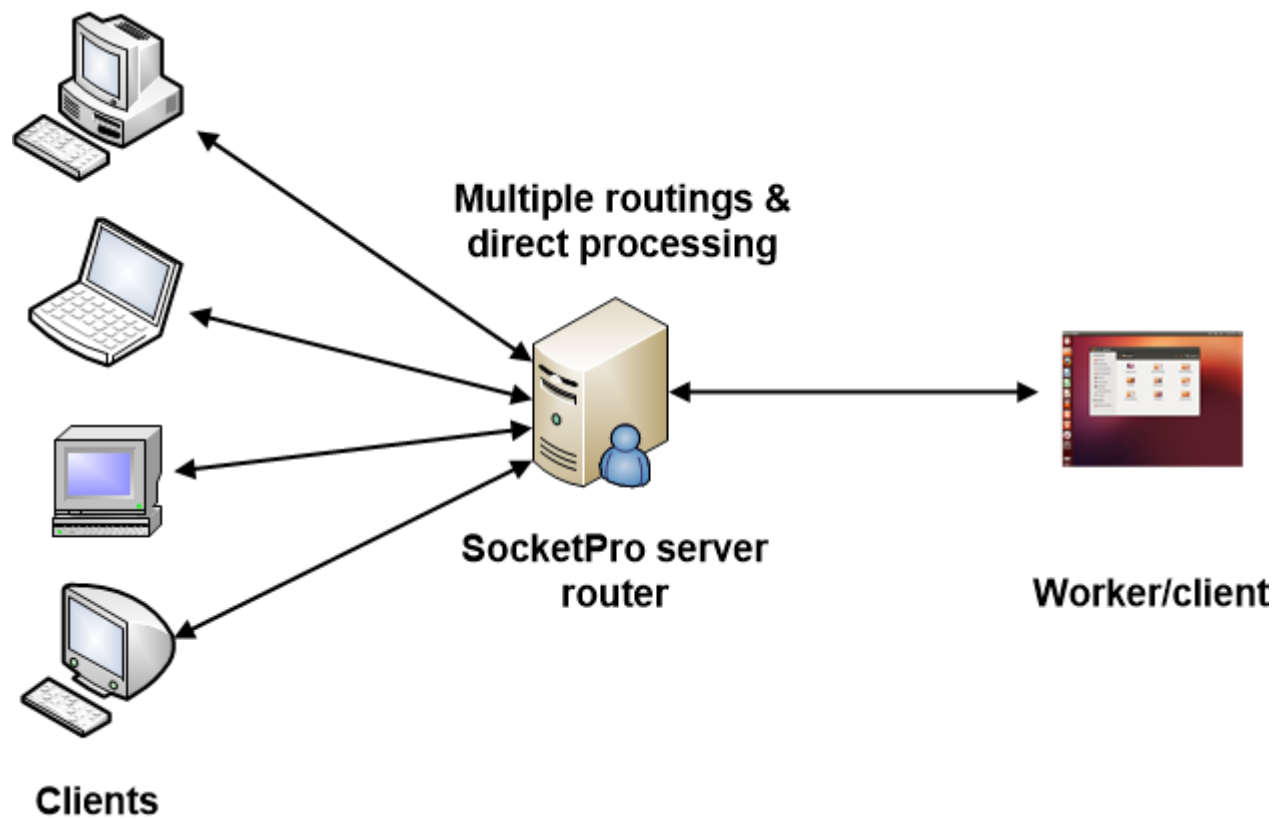 Multiple routings &
direct processing
SocketPro server
router
Worker/client
Clients